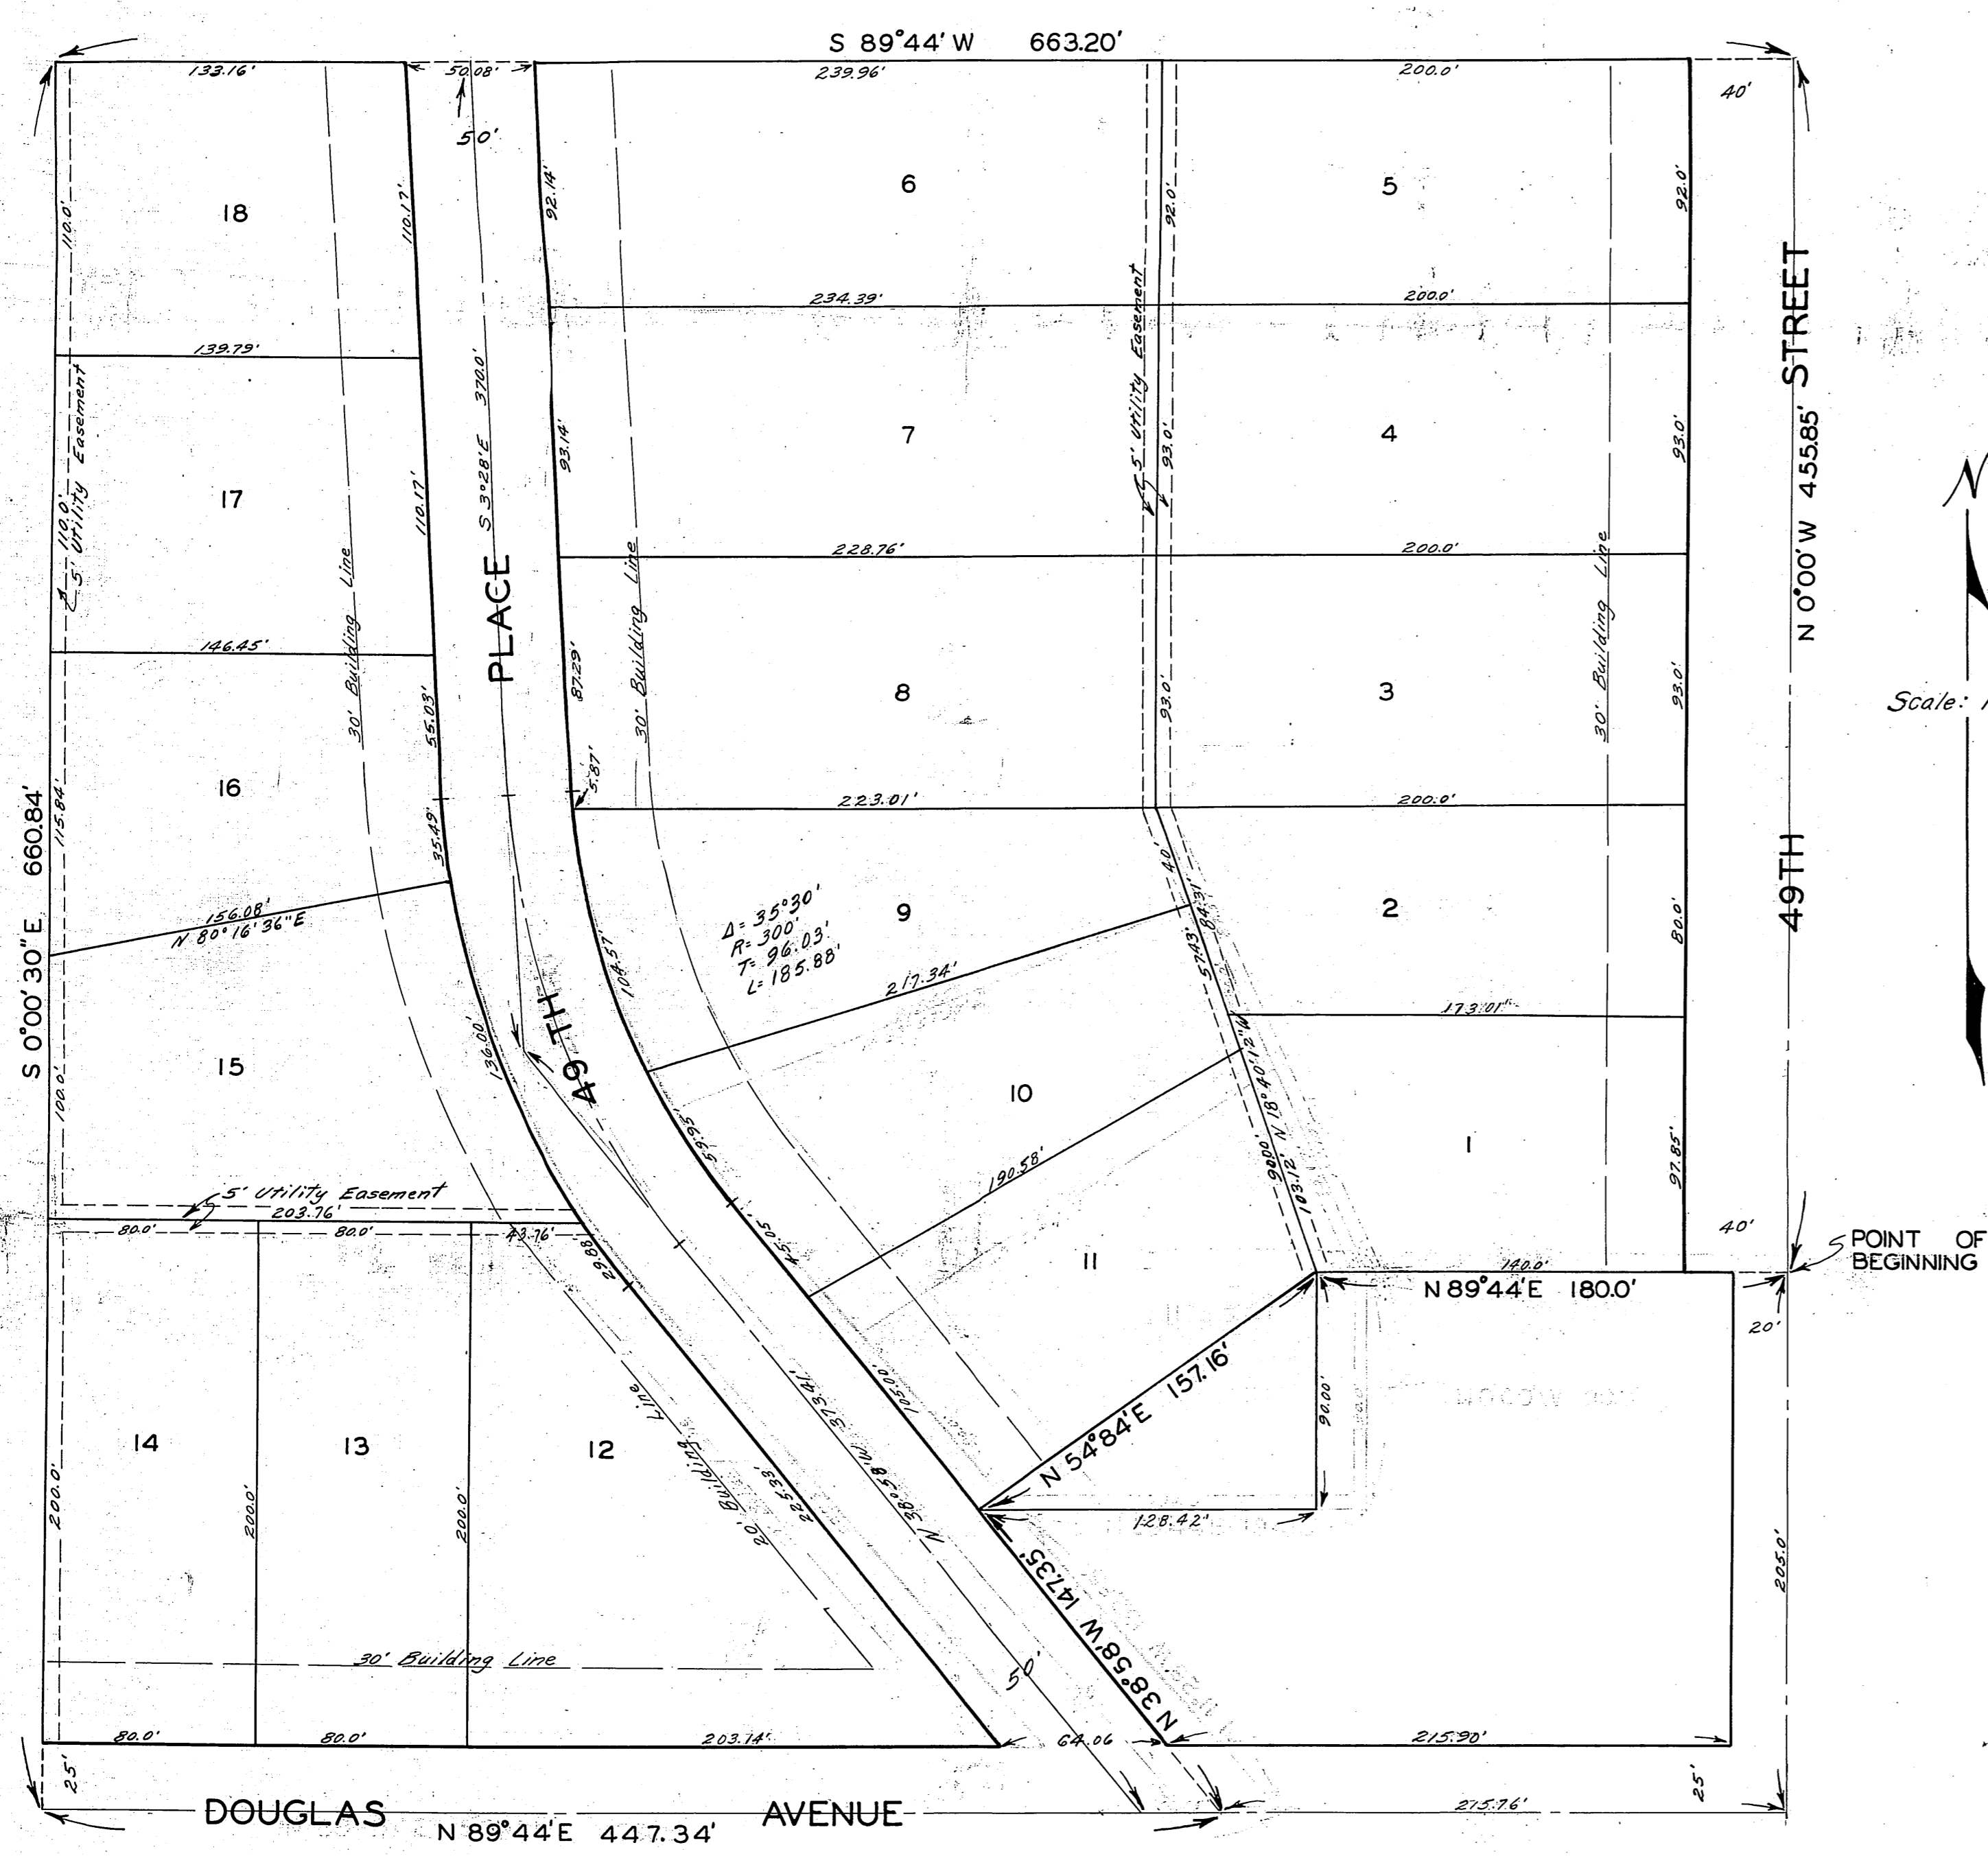 S 89°44' W 663.20'
133.16'
50.08'
239.96'
200.0'
40'
50'
18
110.0'
110.17'
92.14'
6
92.0'
5
92.0'
139.79'
234.39'
200.0'
5' Utility Easement
17
110.0'
110.17'
30' Building Line
S 3°28' E 370.0'
93.14'
7
5' Utility Easement
93.0'
4
93.0'
STREET
N 0°00' W 455.85'
N
228.76'
200.0'
PLACE
30' Building Line
30' Building Line
146.45'
16
55.03'
87.29'
8
93.0'
3
93.0'
Scale: 1
5.87'
223.01'
200.0'
S 0°00'30" E 660.84'
115.84'
35.49'
156.08'
N 80°16'36" E
Δ= 35°30'
R= 300'
T= 96.03'
L= 185.88'
9
40'
84.31'
57.43'
2
80.0'
49TH
104.57'
217.34'
173.01'
15
100.0'
136.00'
49 TH
10
59.95'
190.58'
N 18°40'12" W
90.00'
103.12'
1
97.85'
5' Utility Easement
203.76'
80.0'
80.0'
43.76'
29.88'
45.05'
11
140.0'
N 89°44' E 180.0'
40'
POINT OF
BEGINNING
20'
14
13
12
20' Building Line
225.33'
373.41'
N 38°58' W
105.00'
N 54°84' E 157.16'
90.00'
128.42'
200.0'
200.0'
200.0'
205.0'
N 38°58' W 147.35'
30' Building Line
50'
80.0'
80.0'
203.14'
64.06
215.90'
25'
25'
DOUGLAS AVENUE
N 89°44' E 447.34'
215.76'